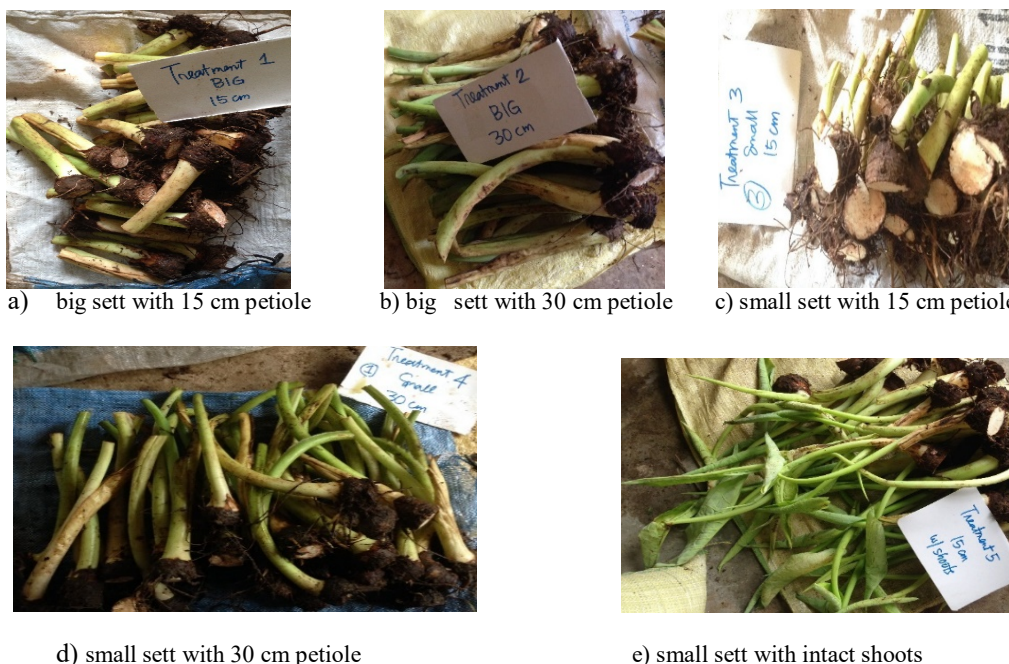 Treatment 1
BIG
15 cm
Treatment 2
BIG
30 cm
Treatment 3
Small
15 cm
3
a) big sett with 15 cm petiole
b) big sett with 30 cm petiole
c) small sett with 15 cm petiole
Treatment 4
1 Small
30 cm
Treatment 5
15 cm
w/ shoots
d) small sett with 30 cm petiole
e) small sett with intact shoots